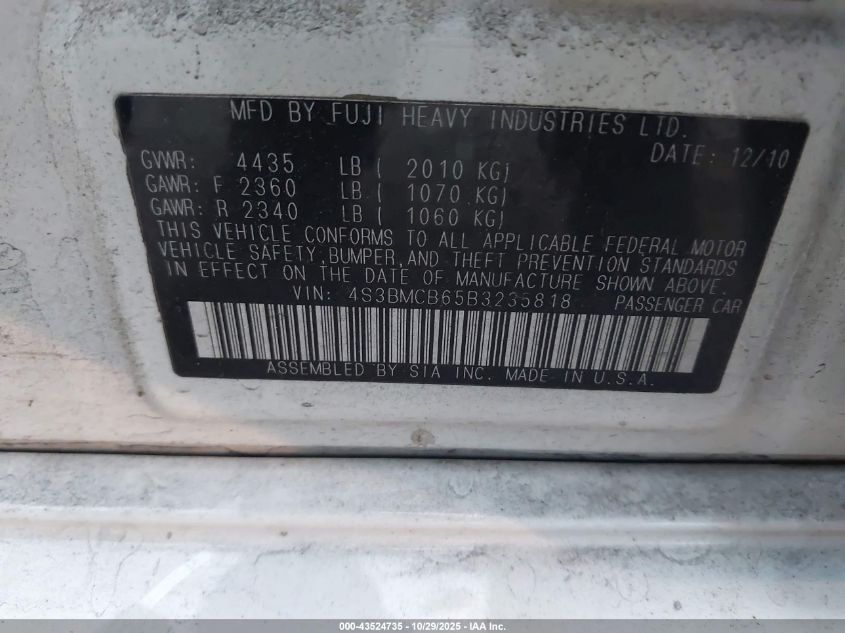 MFD BY FUJI HEAVY INDUSTRIES LTD.
DATE: 12/10
GVWR: 4435 LB ( 2010 KG)
GAWR: F 2360 LB ( 1070 KG)
GAWR: R 2340 LB ( 1060 KG)
THIS VEHICLE CONFORMS TO ALL APPLICABLE FEDERAL MOTOR
VEHICLE SAFETY, BUMPER, AND THEFT PREVENTION STANDARDS
IN EFFECT ON THE DATE OF MANUFACTURE SHOWN ABOVE.
VIN: 4S3BMCB65B3235818 PASSENGER CAR
ASSEMBLED BY SIA INC. MADE IN U.S.A.
000-43524735 - 10/29/2025 - IAA Inc.